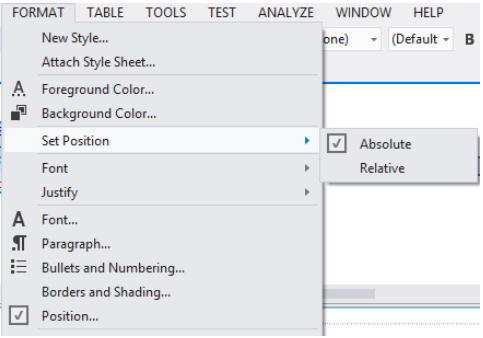 FORMAT TABLE TOOLS TEST ANALYZE WINDOW HELP
New Style...
one) (Default B
Attach Style Sheet...
A Foreground Color...
Background Color...
Set Position
Absolute
Relative
Font
Justify
A Font...
¶ Paragraph...
Bullets and Numbering...
Borders and Shading...
Position...